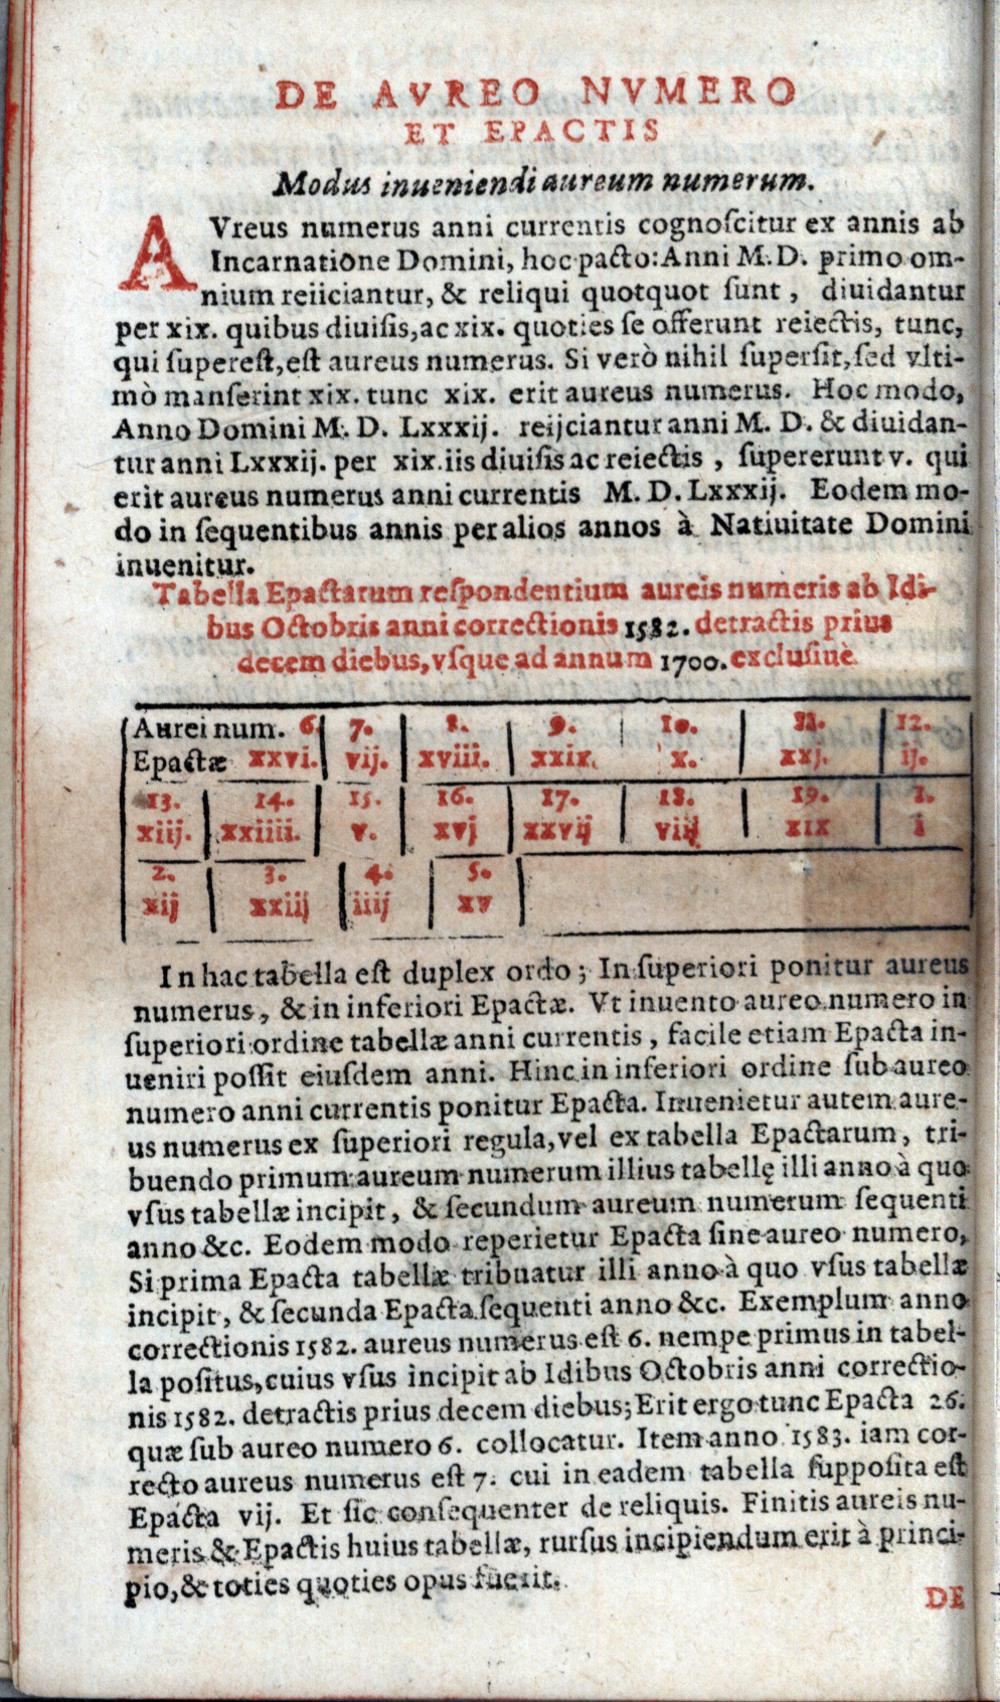 DE AVREO NVMERO
ET EPACTIS
Modus inueniendi aureum numerum.
AVreus numerus anni currentis cognoſcitur ex annis ab
Incarnatione Domini, hoc pacto: Anni M. D. primo om-
nium reiiciantur, & reliqui quotquot ſunt, diuidantur
per xix. quibus diuiſis, ac xix. quoties ſe offerunt reiectis, tunc,
qui ſupereſt, eſt aureus numerus. Si verò nihil ſuperſit, ſed vlti-
mò manſerint xix. tunc xix. erit aureus numerus. Hoc modo,
Anno Domini M. D. Lxxxij. reijciantur anni M. D. & diuidan-
tur anni Lxxxij. per xix. iis diuiſis ac reiectis, ſupererunt v. qui
erit aureus numerus anni currentis M. D. Lxxxij. Eodem mo-
do in ſequentibus annis per alios annos à Natiuitate Domini
inuenitur.
Tabella Epactarum reſpondentium aureis numeris ab Idi-
bus Octobris anni correctionis 1582. detractis prius
decem diebus, vſque ad annum 1700. excluſiuè
Aurei num. 6. 7. 8. 9. 10. 11. 12.
Epactæ xxvi. vij. xviii. xxix. x. xxj. ij.
13. 14. 15. 16. 17. 18. 19. 1.
xiij. xxiiii. v. xvj xxvij viij xix i
2. 3. 4. 5.
xij xxiij iiij xv
In hac tabella eſt duplex ordo; In ſuperiori ponitur aureus
numerus, & in inferiori Epactæ. Vt inuento aureo numero in
ſuperiori ordine tabellæ anni currentis, facile etiam Epacta in-
ueniri poſſit eiuſdem anni. Hinc in inferiori ordine ſub aureo
numero anni currentis ponitur Epacta. Inuenietur autem aure-
us numerus ex ſuperiori regula, vel ex tabella Epactarum, tri-
buendo primum aureum numerum illius tabellę illi anno à quo
vſus tabellæ incipit, & ſecundum aureum numerum ſequenti
anno &c. Eodem modo reperietur Epacta ſine aureo numero,
Si prima Epacta tabellæ tribuatur illi anno à quo vſus tabellæ
incipit, & ſecunda Epacta ſequenti anno &c. Exemplum anno
correctionis 1582. aureus numerus eſt 6. nempe primus in tabel-
la poſitus, cuius vſus incipit ab Idibus Octobris anni correctio-
nis 1582. detractis prius decem diebus; Erit ergo tunc Epacta 26.
quæ ſub aureo numero 6. collocatur. Item anno 1583. iam cor-
recto aureus numerus eſt 7. cui in eadem tabella ſuppoſita eſt
Epacta vij. Et ſic conſequenter de reliquis. Finitis aureis nu-
meris & Epactis huius tabellæ, rurſus incipiendum erit à princi-
pio, & toties quoties opus fuerit.
DE